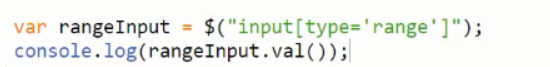 var rangeInput = $("input[type='range']");
console.log(rangeInput.val());